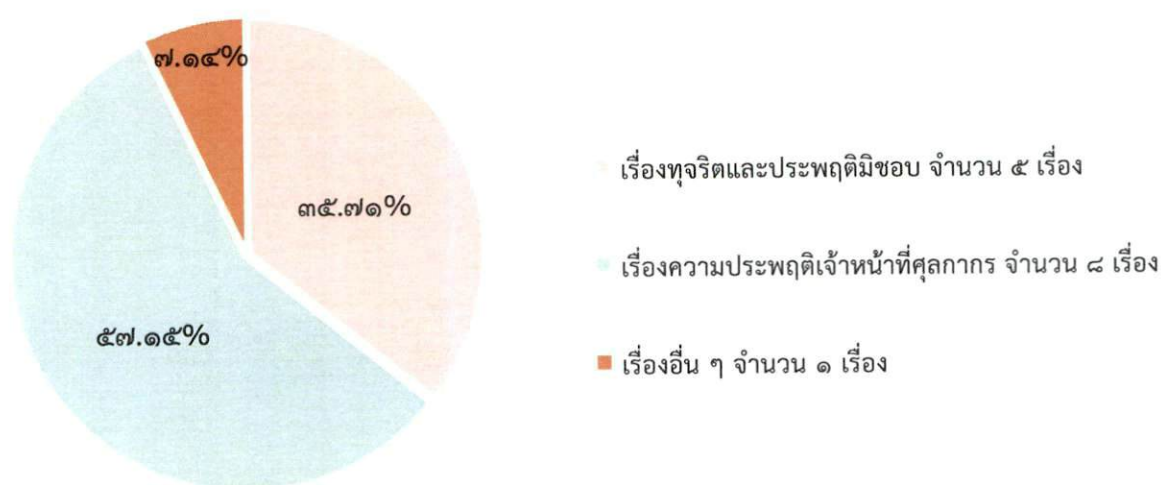 ๗.๑๔%
๓๕.๗๑%
๕๗.๑๕%
เรื่องทุจริตและประพฤติมิชอบ จำนวน ๕ เรื่อง
เรื่องความประพฤติเจ้าหน้าที่ศุลกากร จำนวน ๘ เรื่อง
เรื่องอื่น ๆ จำนวน ๑ เรื่อง